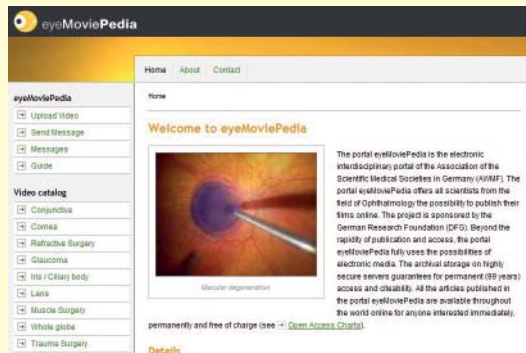 eyeMoviePedia
Home About Contact
Home
eyeMoviePedia
Upload Video
Send Message
Messages
Guide
Video catalog
Conjunctiva
Cornea
Refractive Surgery
Glaucoma
Iris / Ciliary body
Lens
Muscle Surgery
Whole globe
Trauma Surgery
Welcome to eyeMoviePedia
Macular degeneration
The portal eyeMoviePedia is the electronic
interdisciplinary portal of the Association of the
Scientific Medical Societies in Germany (AWMF). The
portal eyeMoviePedia offers all scientists from the
field of Ophthalmology the possibility to publish their
films online. The project is sponsored by the
German Research Foundation (DFG). Beyond the
rapidity of publication and access, the portal
eyeMoviePedia fully uses the possibilities of
electronic media. The archival storage on highly
secure servers guarantees for permanent (99 years)
access and citeability. All the articles published in
the portal eyeMoviePedia are available throughout
the world online for anyone interested immediately,
permanently and free of charge (see Open Access Charta).
Details